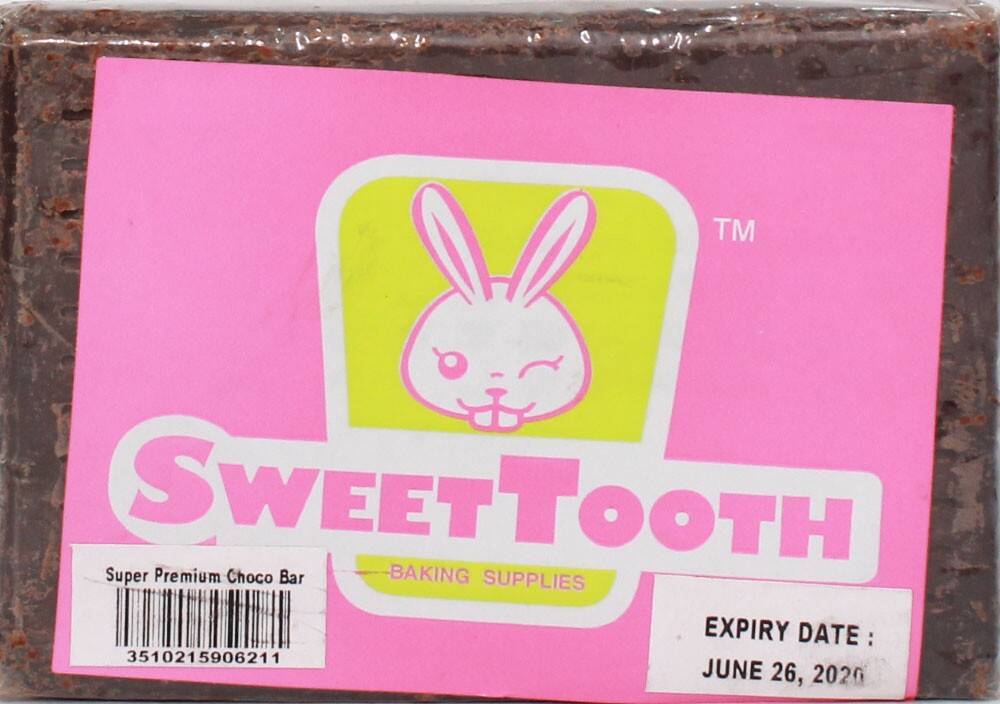 TM
SWEETTOOTH
BAKING SUPPLIES
Super Premium Choco Bar
3510215906211
EXPIRY DATE :
JUNE 26, 2020